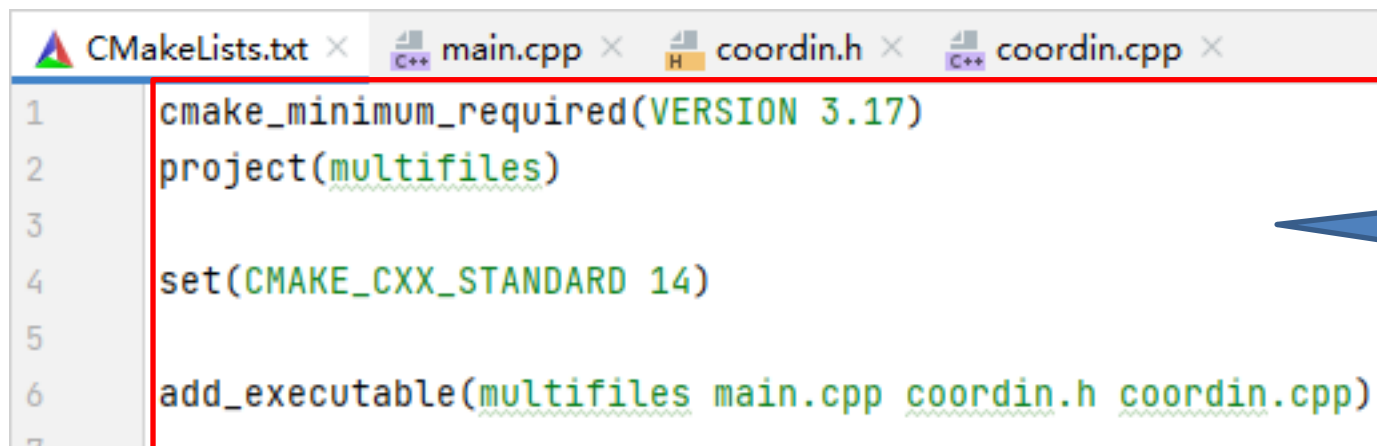 CMakeLists.txt × main.cpp × coordin.h × coordin.cpp ×
1 cmake_minimum_required(VERSION 3.17)
2 project(multifiles)
3
4 set(CMAKE_CXX_STANDARD 14)
5
6 add_executable(multifiles main.cpp coordin.h coordin.cpp)